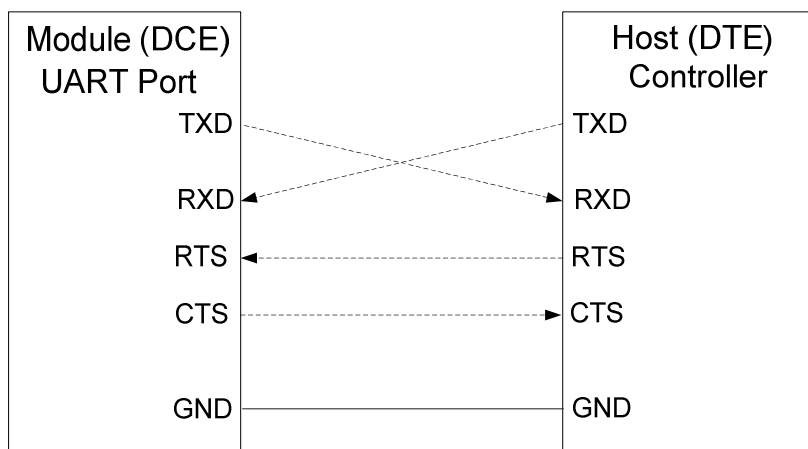 Module (DCE)
UART Port
TXD
RXD
RTS
CTS
GND
Host (DTE)
Controller
TXD
RXD
RTS
CTS
GND